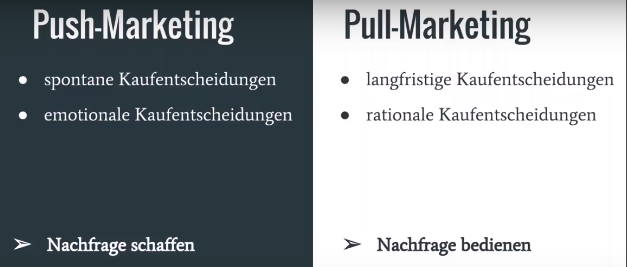 Push-Marketing
● spontane Kaufentscheidungen
● emotionale Kaufentscheidungen
➢ Nachfrage schaffen
Pull-Marketing
● langfristige Kaufentscheidungen
● rationale Kaufentscheidungen
➢ Nachfrage bedienen